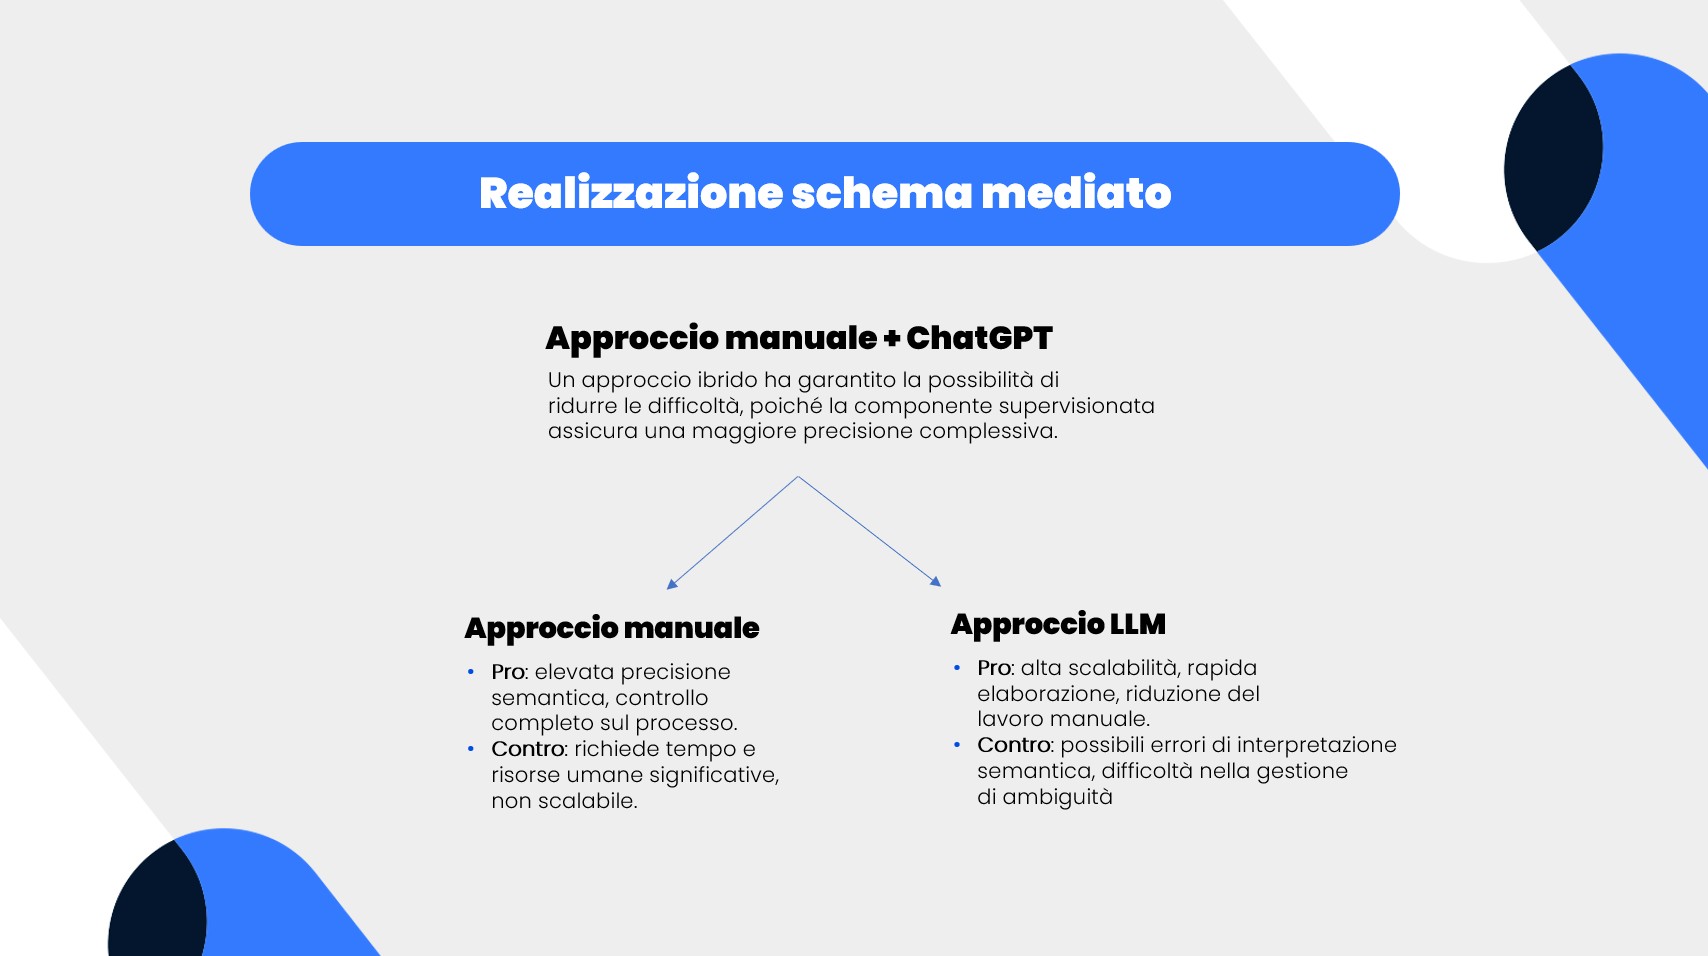 Realizzazione schema mediato
Approccio manuale + ChatGPT
Un approccio ibrido ha garantito la possibilità di
ridurre le difficoltà, poiché la componente supervisionata
assicura una maggiore precisione complessiva.
Approccio manuale
• Pro: elevata precisione
semantica, controllo
completo sul processo.
• Contro: richiede tempo e
risorse umane significative,
non scalabile.
Approccio LLM
• Pro: alta scalabilità, rapida
elaborazione, riduzione del
lavoro manuale.
• Contro: possibili errori di interpretazione
semantica, difficoltà nella gestione
di ambiguità